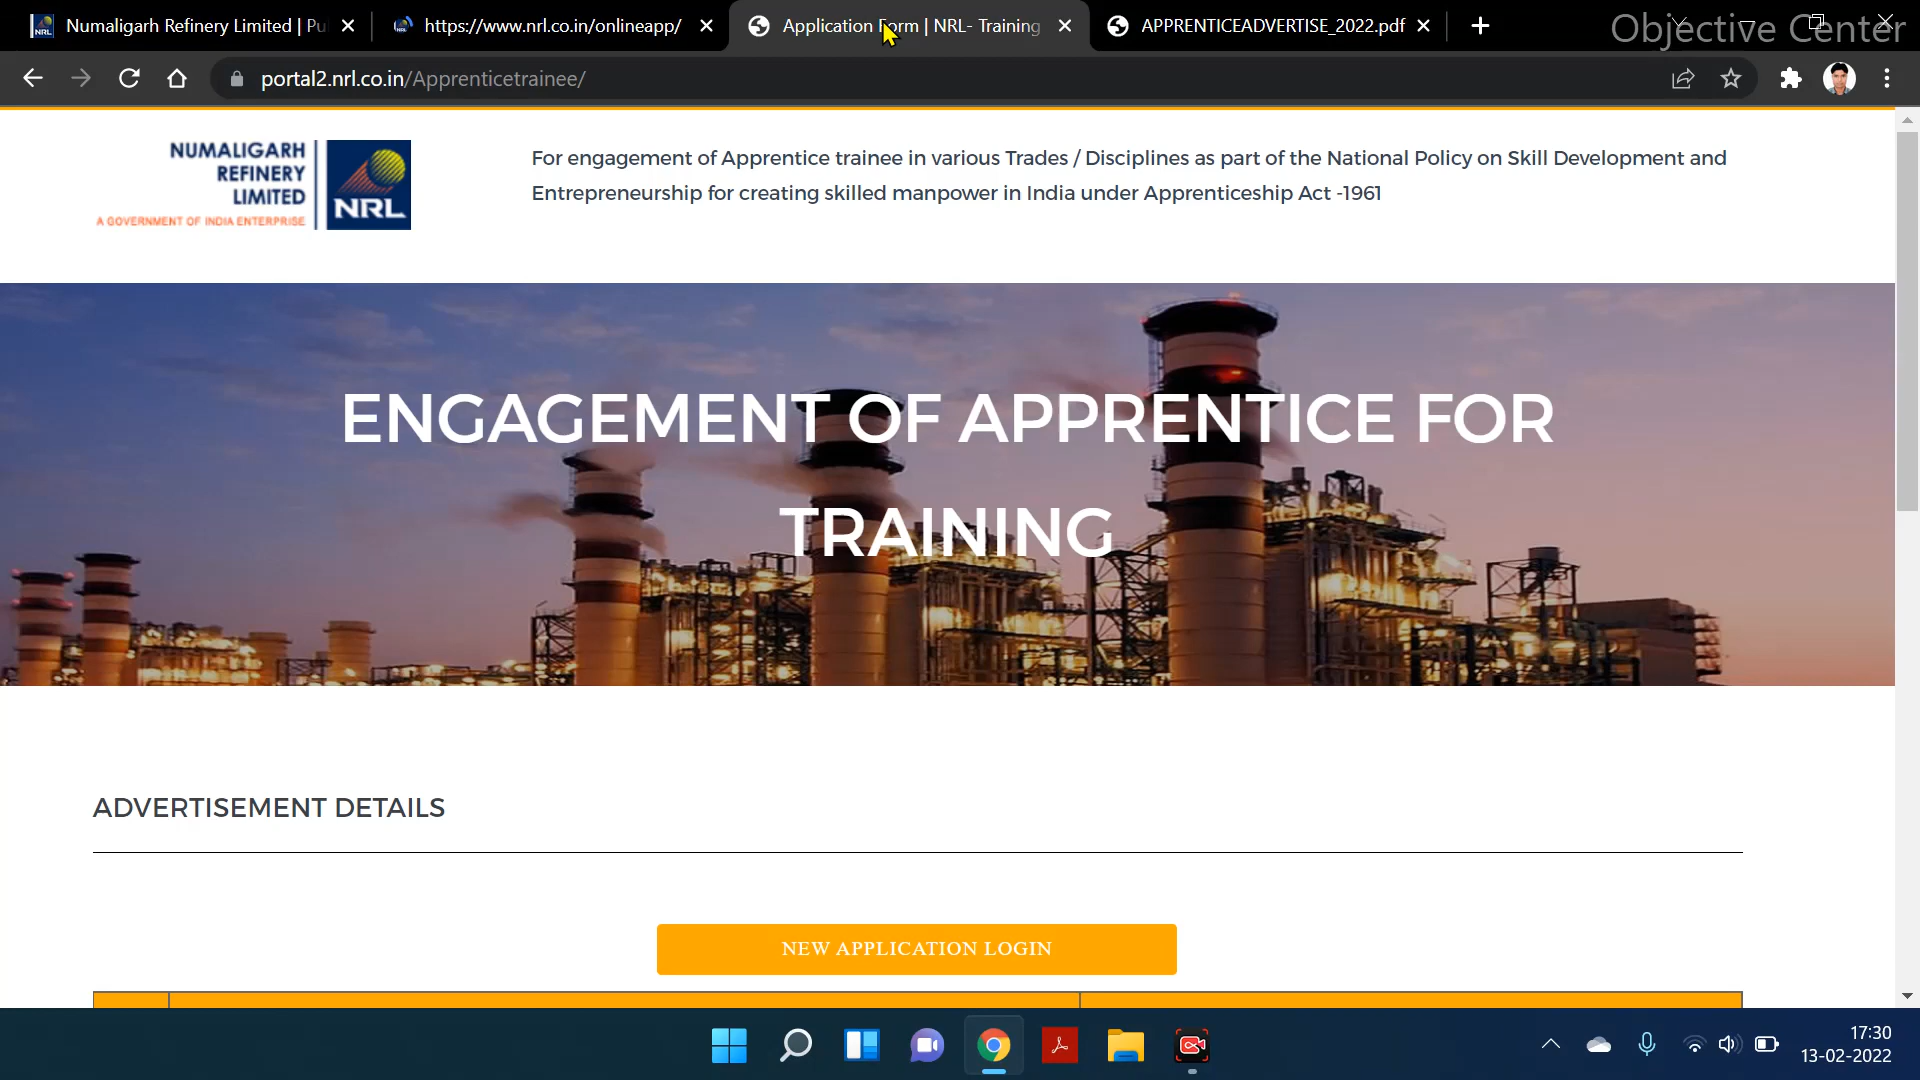 Numaligarh Refinery Limited | Pu
https://www.nrl.co.in/onlineapp/
Application Form | NRL- Training
APPRENTICEADVERTISE_2022.pdf
Objective Center
portal2.nrl.co.in/Apprenticetrainee/
NUMALIGARH
REFINERY
LIMITED
A GOVERNMENT OF INDIA ENTERPRISE
NRL
For engagement of Apprentice trainee in various Trades / Disciplines as part of the National Policy on Skill Development and
Entrepreneurship for creating skilled manpower in India under Apprenticeship Act -1961
ENGAGEMENT OF APPRENTICE FOR
TRAINING
ADVERTISEMENT DETAILS
NEW APPLICATION LOGIN
17:30
13-02-2022